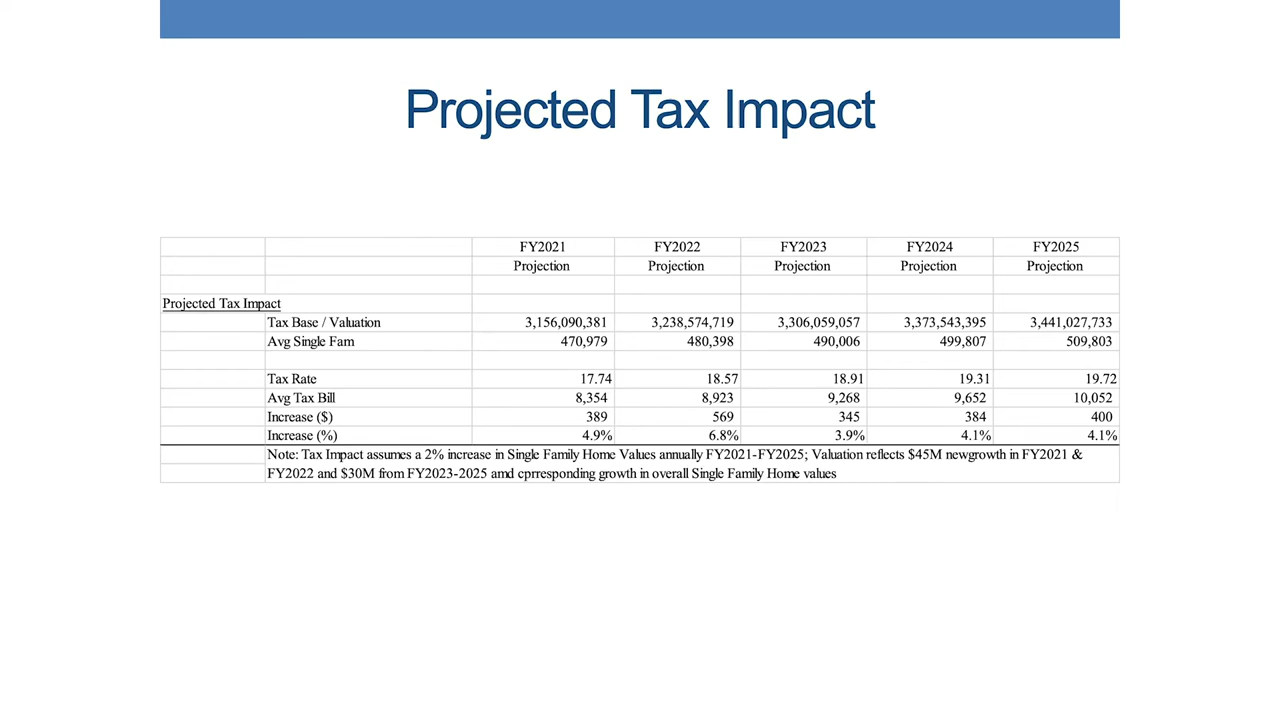 Projected Tax Impact
FY2021 FY2022 FY2023 FY2024 FY2025
Projection Projection Projection Projection Projection
Projected Tax Impact
Tax Base / Valuation 3,156,090,381 3,238,574,719 3,306,059,057 3,373,543,395 3,441,027,733
Avg Single Fam 470,979 480,398 490,006 499,807 509,803
Tax Rate 17.74 18.57 18.91 19.31 19.72
Avg Tax Bill 8,354 8,923 9,268 9,652 10,052
Increase ($) 389 569 345 384 400
Increase (%) 4.9% 6.8% 3.9% 4.1% 4.1%
Note: Tax Impact assumes a 2% increase in Single Family Home Values annually FY2021-FY2025; Valuation reflects $45M newgrowth in FY2021 &
FY2022 and $30M from FY2023-2025 amd cprresponding growth in overall Single Family Home values